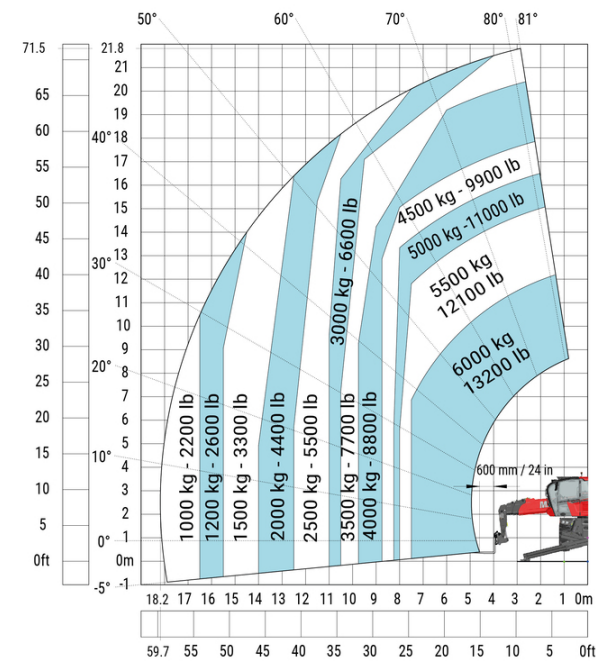 50° 60° 70° 80° 81°
71.5 21.8
21
65 20
19
60 40° 18
17
55 16
50 15
45 14
13
40 30° 12
35 11
10
30 9
25 20° 8
7
20 6
5
15 10° 4
10 3
2
5 0° 1
0ft 0m
-5° -1
1000 kg - 2200 lb
1200 kg - 2600 lb
1500 kg - 3300 lb
2000 kg - 4400 lb
2500 kg - 5500 lb
3000 kg - 6600 lb
3500 kg - 7700 lb
4000 kg - 8800 lb
4500 kg - 9900 lb
5000 kg -11000 lb
5500 kg
12100 lb
6000 kg
13200 lb
600 mm / 24 in
18.2 17 16 15 14 13 12 11 10 9 8 7 6 5 4 3 2 1 0m
59.7 55 50 45 40 35 30 25 20 15 10 5 0ft